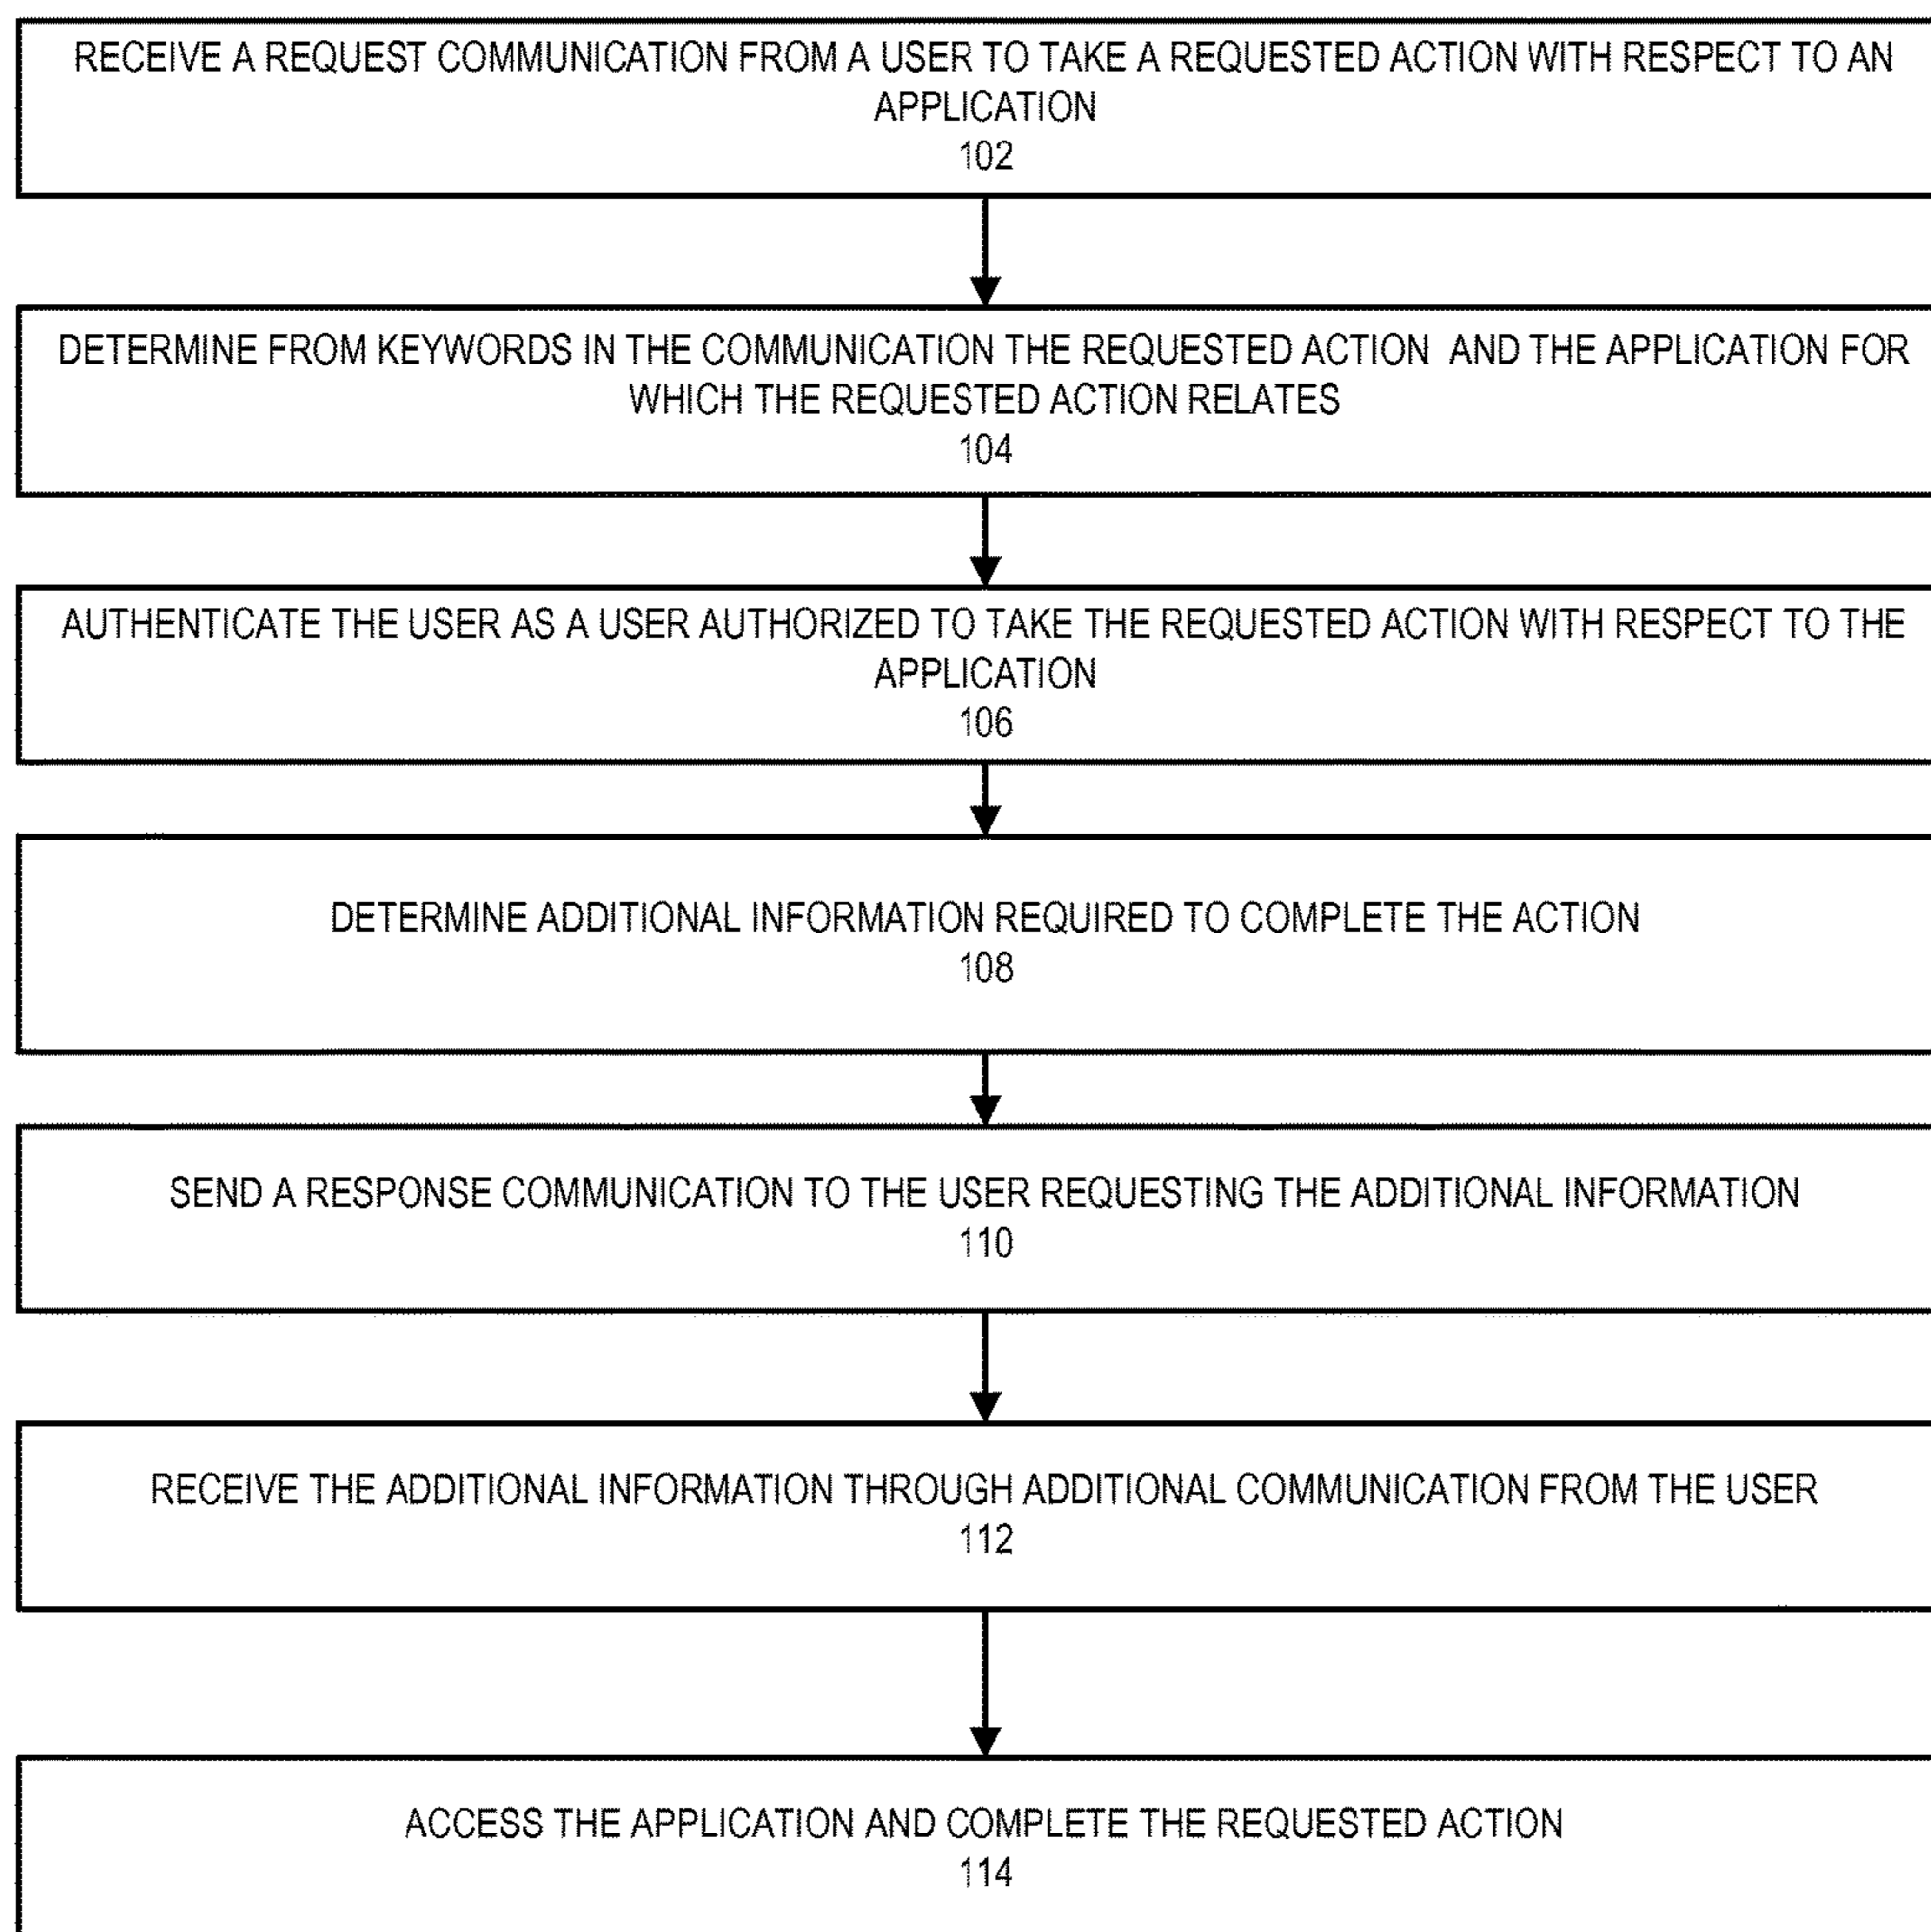 RECEIVE A REQUEST COMMUNICATION FROM A USER TO TAKE A REQUESTED ACTION WITH RESPECT TO AN
APPLICATION
102
DETERMINE FROM KEYWORDS IN THE COMMUNICATION THE REQUESTED ACTION AND THE APPLICATION FOR
WHICH THE REQUESTED ACTION RELATES
104
AUTHENTICATE THE USER AS A USER AUTHORIZED TO TAKE THE REQUESTED ACTION WITH RESPECT TO THE
APPLICATION
106
DETERMINE ADDITIONAL INFORMATION REQUIRED TO COMPLETE THE ACTION
108
SEND A RESPONSE COMMUNICATION TO THE USER REQUESTING THE ADDITIONAL INFORMATION
110
RECEIVE THE ADDITIONAL INFORMATION THROUGH ADDITIONAL COMMUNICATION FROM THE USER
112
ACCESS THE APPLICATION AND COMPLETE THE REQUESTED ACTION
114